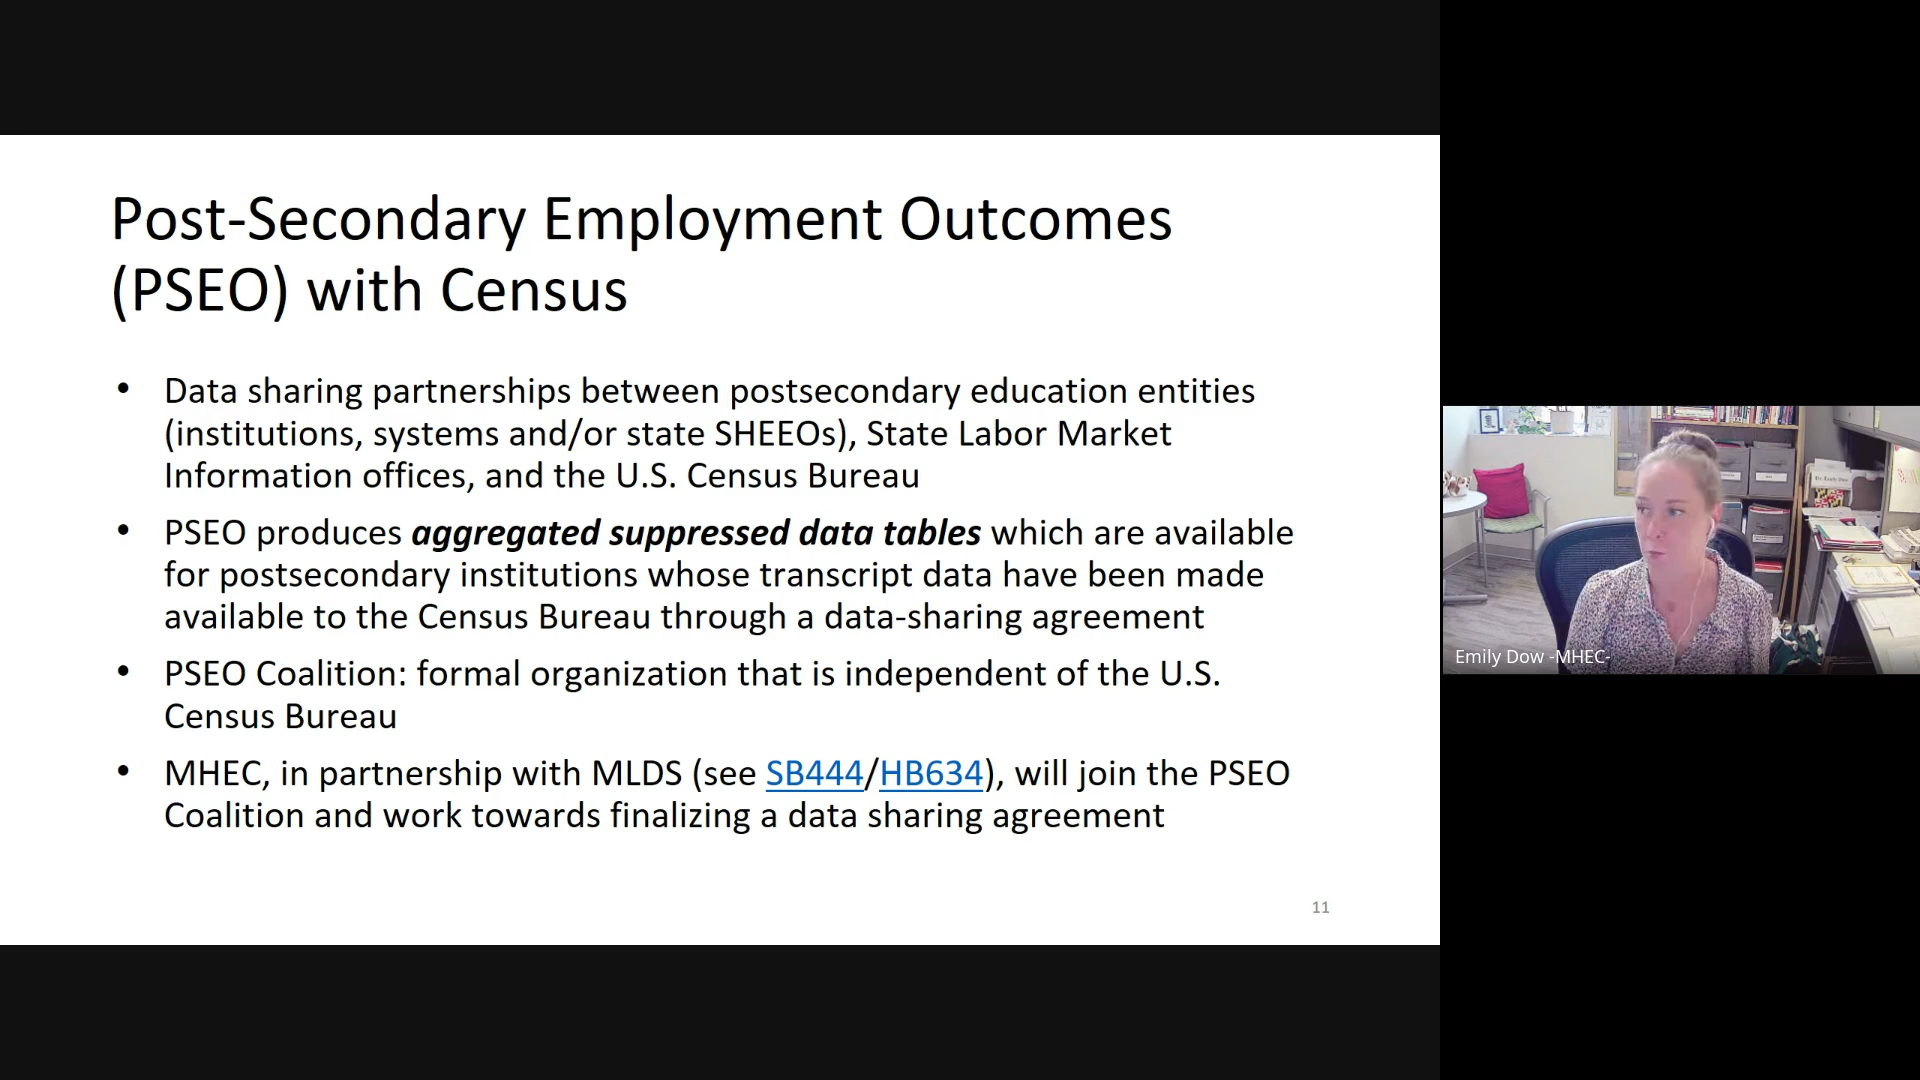 Post-Secondary Employment Outcomes
(PSEO) with Census
• Data sharing partnerships between postsecondary education entities
(institutions, systems and/or state SHEEOs), State Labor Market
Information offices, and the U.S. Census Bureau
• PSEO produces aggregated suppressed data tables which are available
for postsecondary institutions whose transcript data have been made
available to the Census Bureau through a data-sharing agreement
• PSEO Coalition: formal organization that is independent of the U.S.
Census Bureau
• MHEC, in partnership with MLDS (see SB444/HB634), will join the PSEO
Coalition and work towards finalizing a data sharing agreement
11
Emily Dow -MHEC-